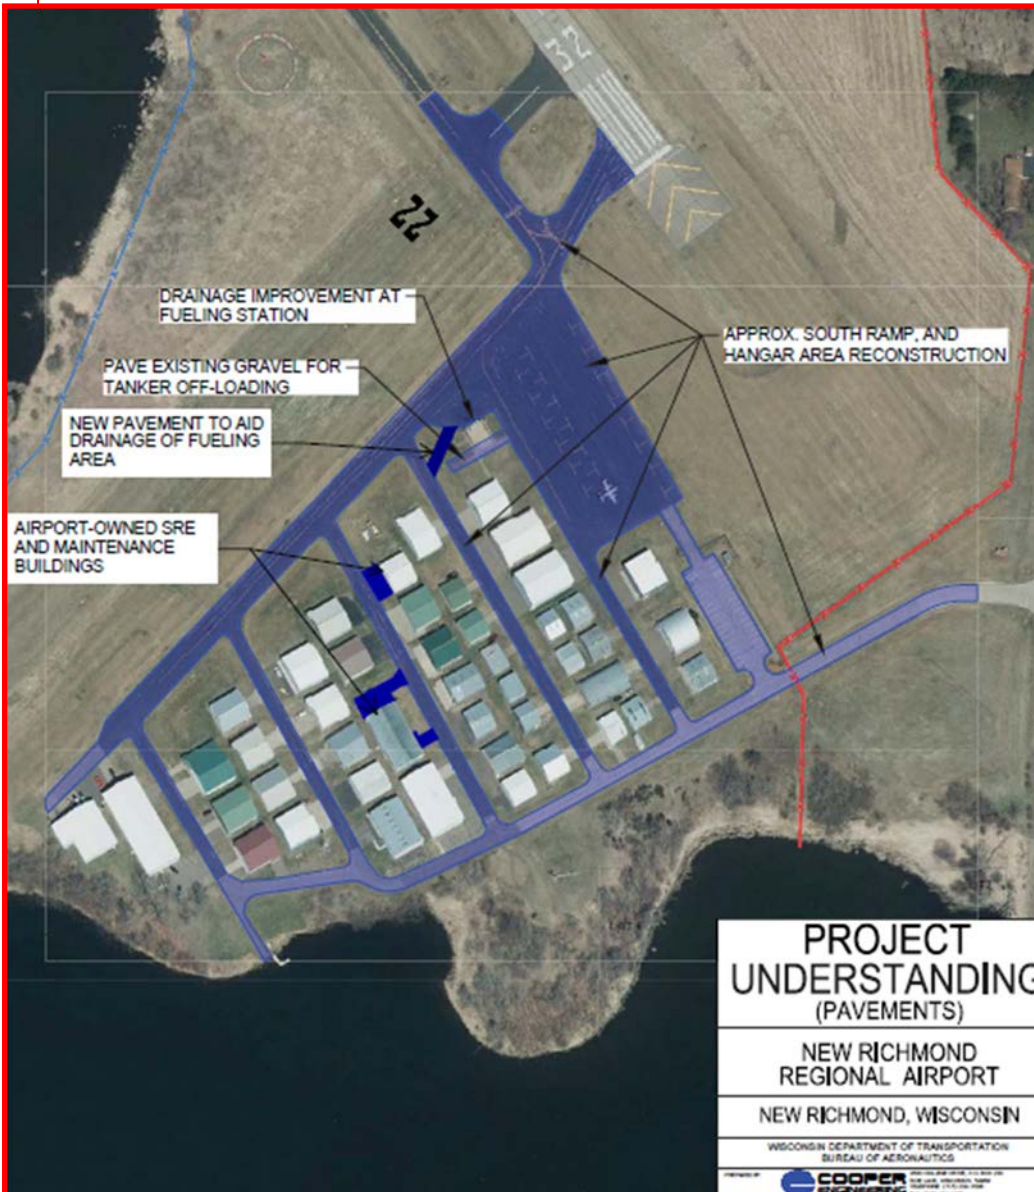 32
22
DRAINAGE IMPROVEMENT AT
FUELING STATION
PAVE EXISTING GRAVEL FOR
TANKER OFF-LOADING
NEW PAVEMENT TO AID
DRAINAGE OF FUELING
AREA
AIRPORT-OWNED SRE
AND MAINTENANCE
BUILDINGS
APPROX. SOUTH RAMP, AND
HANGAR AREA RECONSTRUCTION
PROJECT
UNDERSTANDING
(PAVEMENTS)
NEW RICHMOND
REGIONAL AIRPORT
NEW RICHMOND, WISCONSIN
WISCONSIN DEPARTMENT OF TRANSPORTATION
BUREAU OF AERONAUTICS
COOPER
ENGINEERING